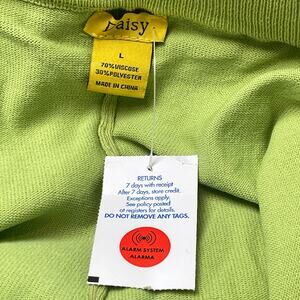 Paisy
L
70%VISCOSE
30%POLYESTER
MADE IN CHINA
RETURNS
7 days with receipt
After 7 days, store credit.
Exceptions apply.
See policy posted
at registers for details.
DO NOT REMOVE ANY TAGS.
ALARM SYSTEM
ALARMA